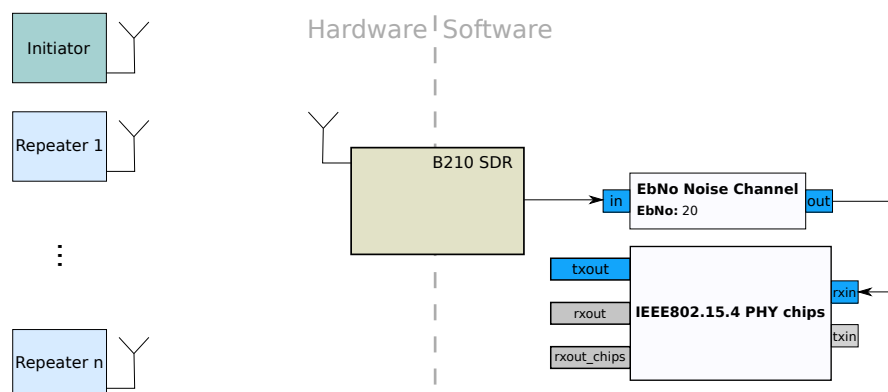 Hardware Software
Initiator
Repeater 1
B210 SDR
EbNo Noise Channel
in
out
EbNo: 20
txout
rxin
rxout
IEEE802.15.4 PHY chips
txin
rxout_chips
...
Repeater n